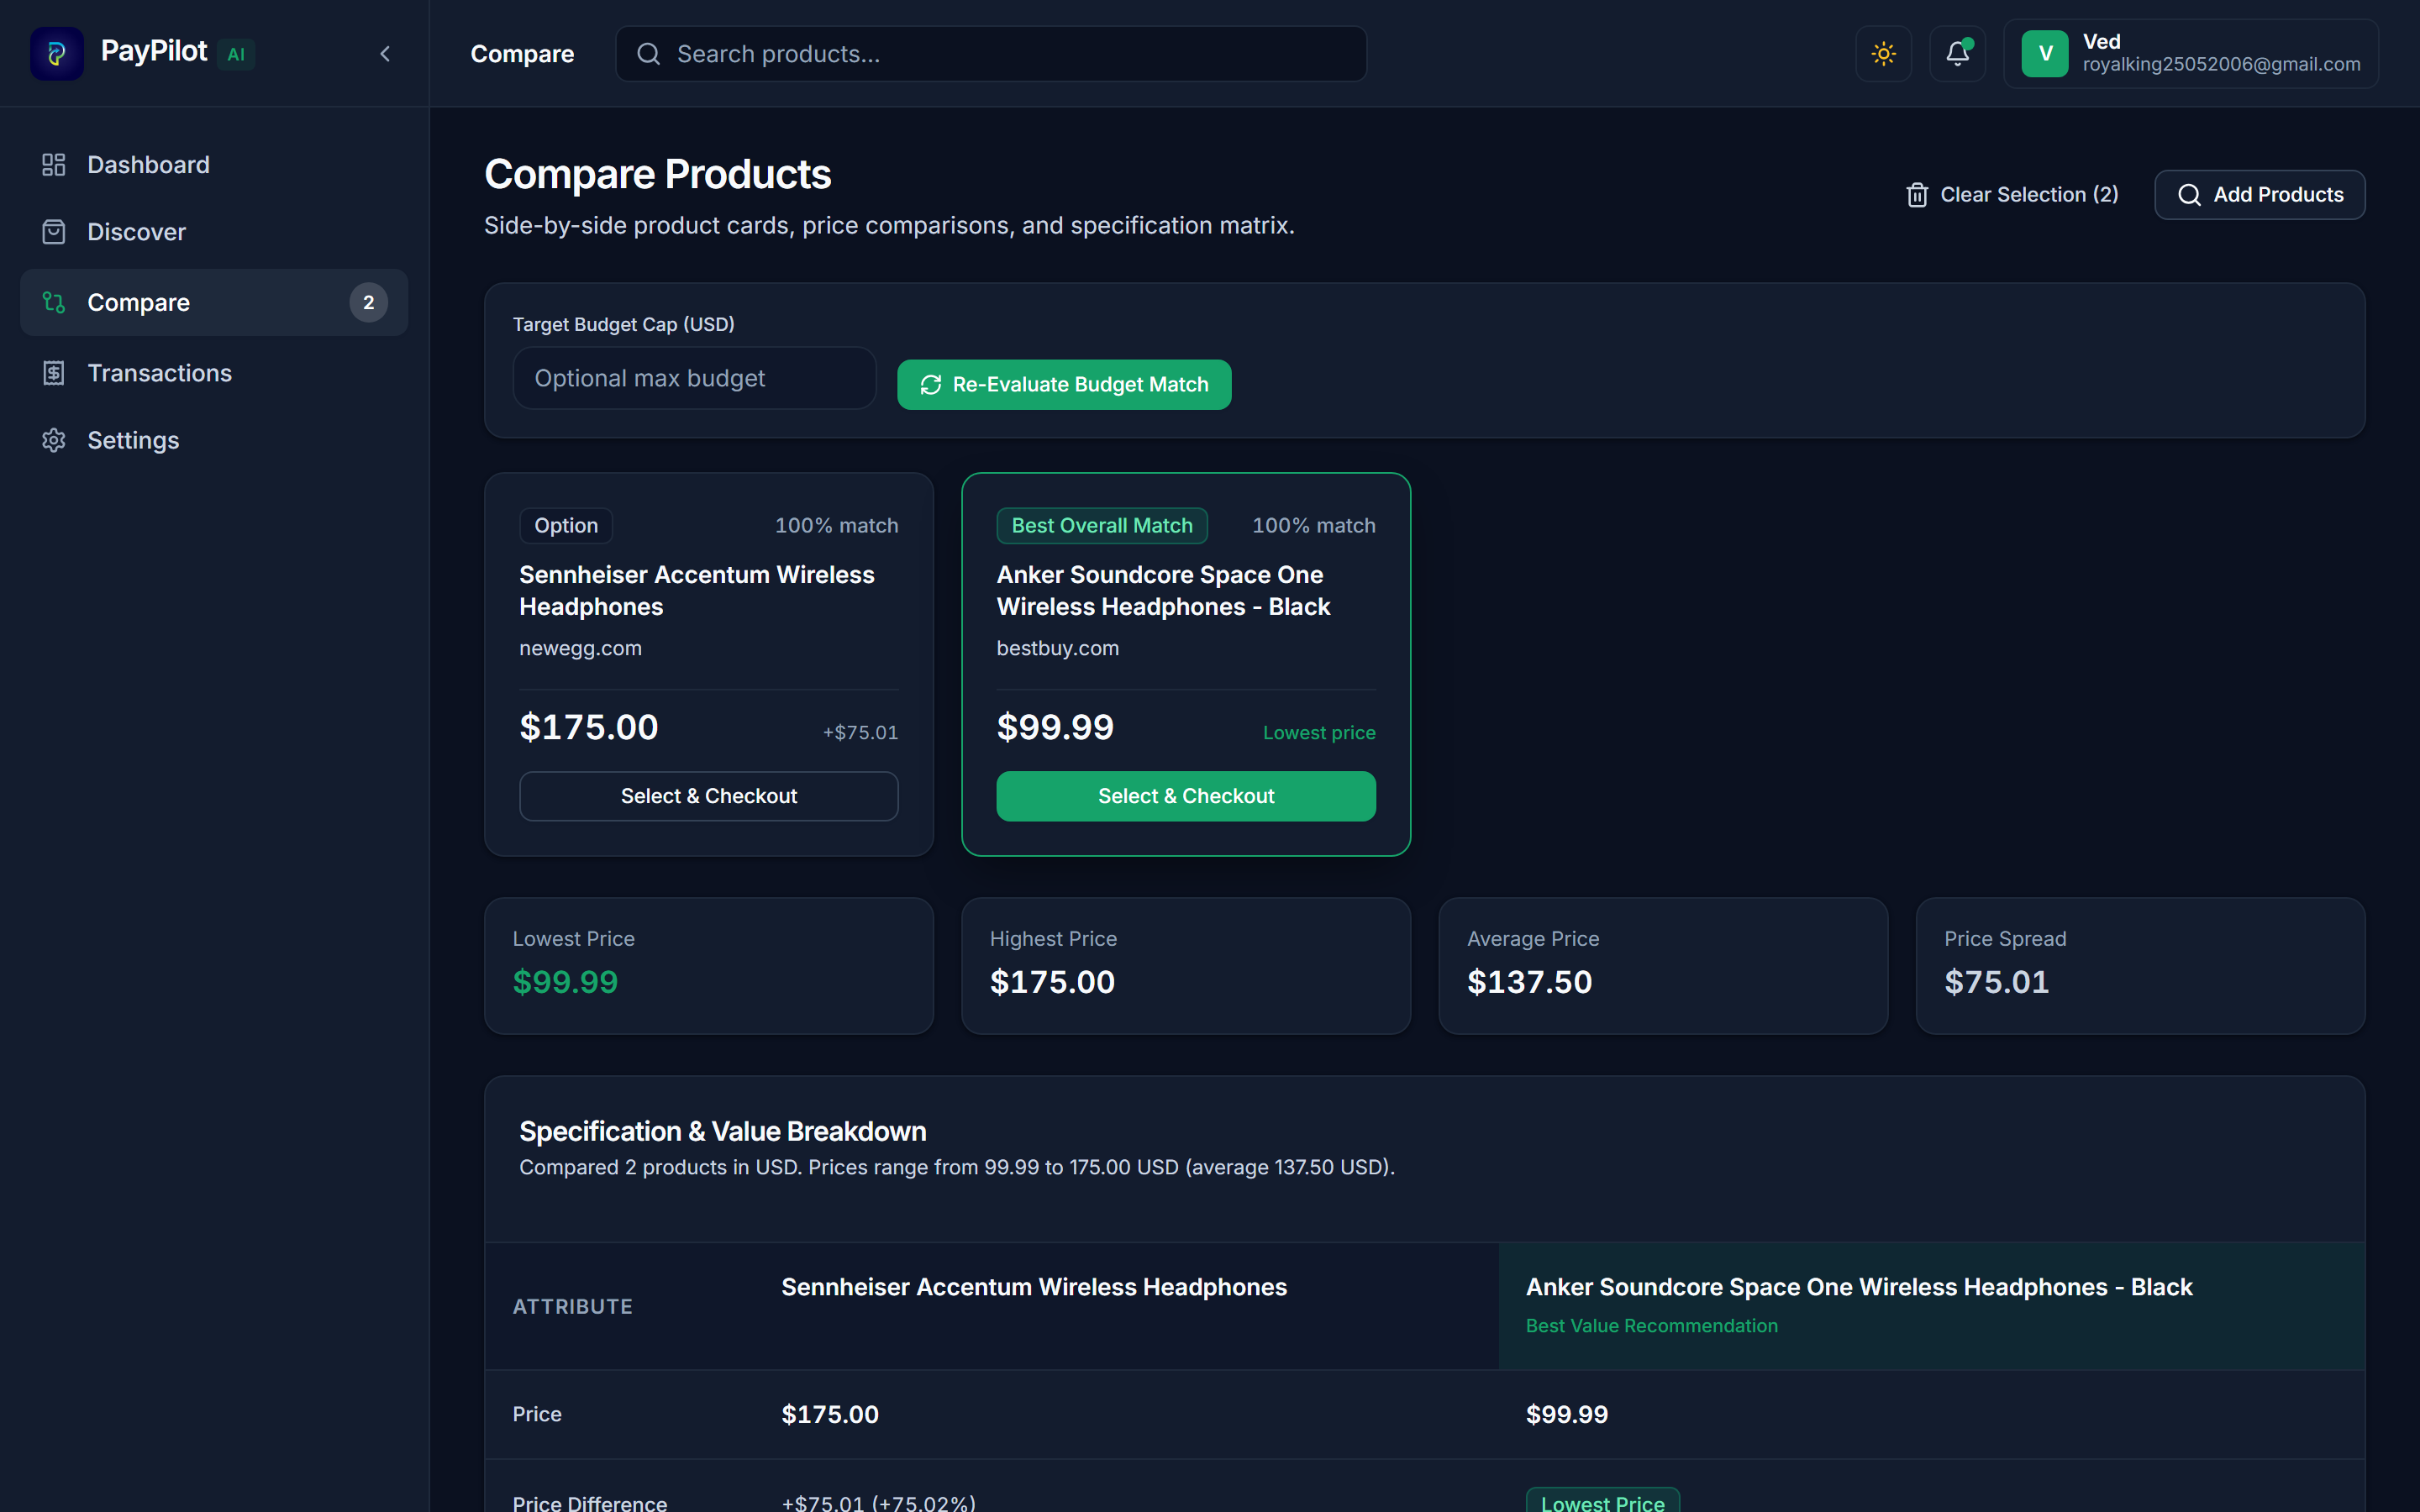 PayPilot AI
Compare
Search products...
V
Ved
royalking25052006@gmail.com
Dashboard
Discover
Compare 2
Transactions
Settings
Compare Products
Side-by-side product cards, price comparisons, and specification matrix.
Clear Selection (2)
Add Products
Target Budget Cap (USD)
Optional max budget
Re-Evaluate Budget Match
Option 100% match
Sennheiser Accentum Wireless
Headphones
newegg.com
$175.00 +$75.01
Select & Checkout
Best Overall Match 100% match
Anker Soundcore Space One
Wireless Headphones - Black
bestbuy.com
$99.99 Lowest price
Select & Checkout
Lowest Price
$99.99
Highest Price
$175.00
Average Price
$137.50
Price Spread
$75.01
Specification & Value Breakdown
Compared 2 products in USD. Prices range from 99.99 to 175.00 USD (average 137.50 USD).
ATTRIBUTE
Sennheiser Accentum Wireless Headphones
Anker Soundcore Space One Wireless Headphones - Black
Best Value Recommendation
Price $175.00 $99.99
Price Difference +$75.01 (+75.02%) Lowest Price